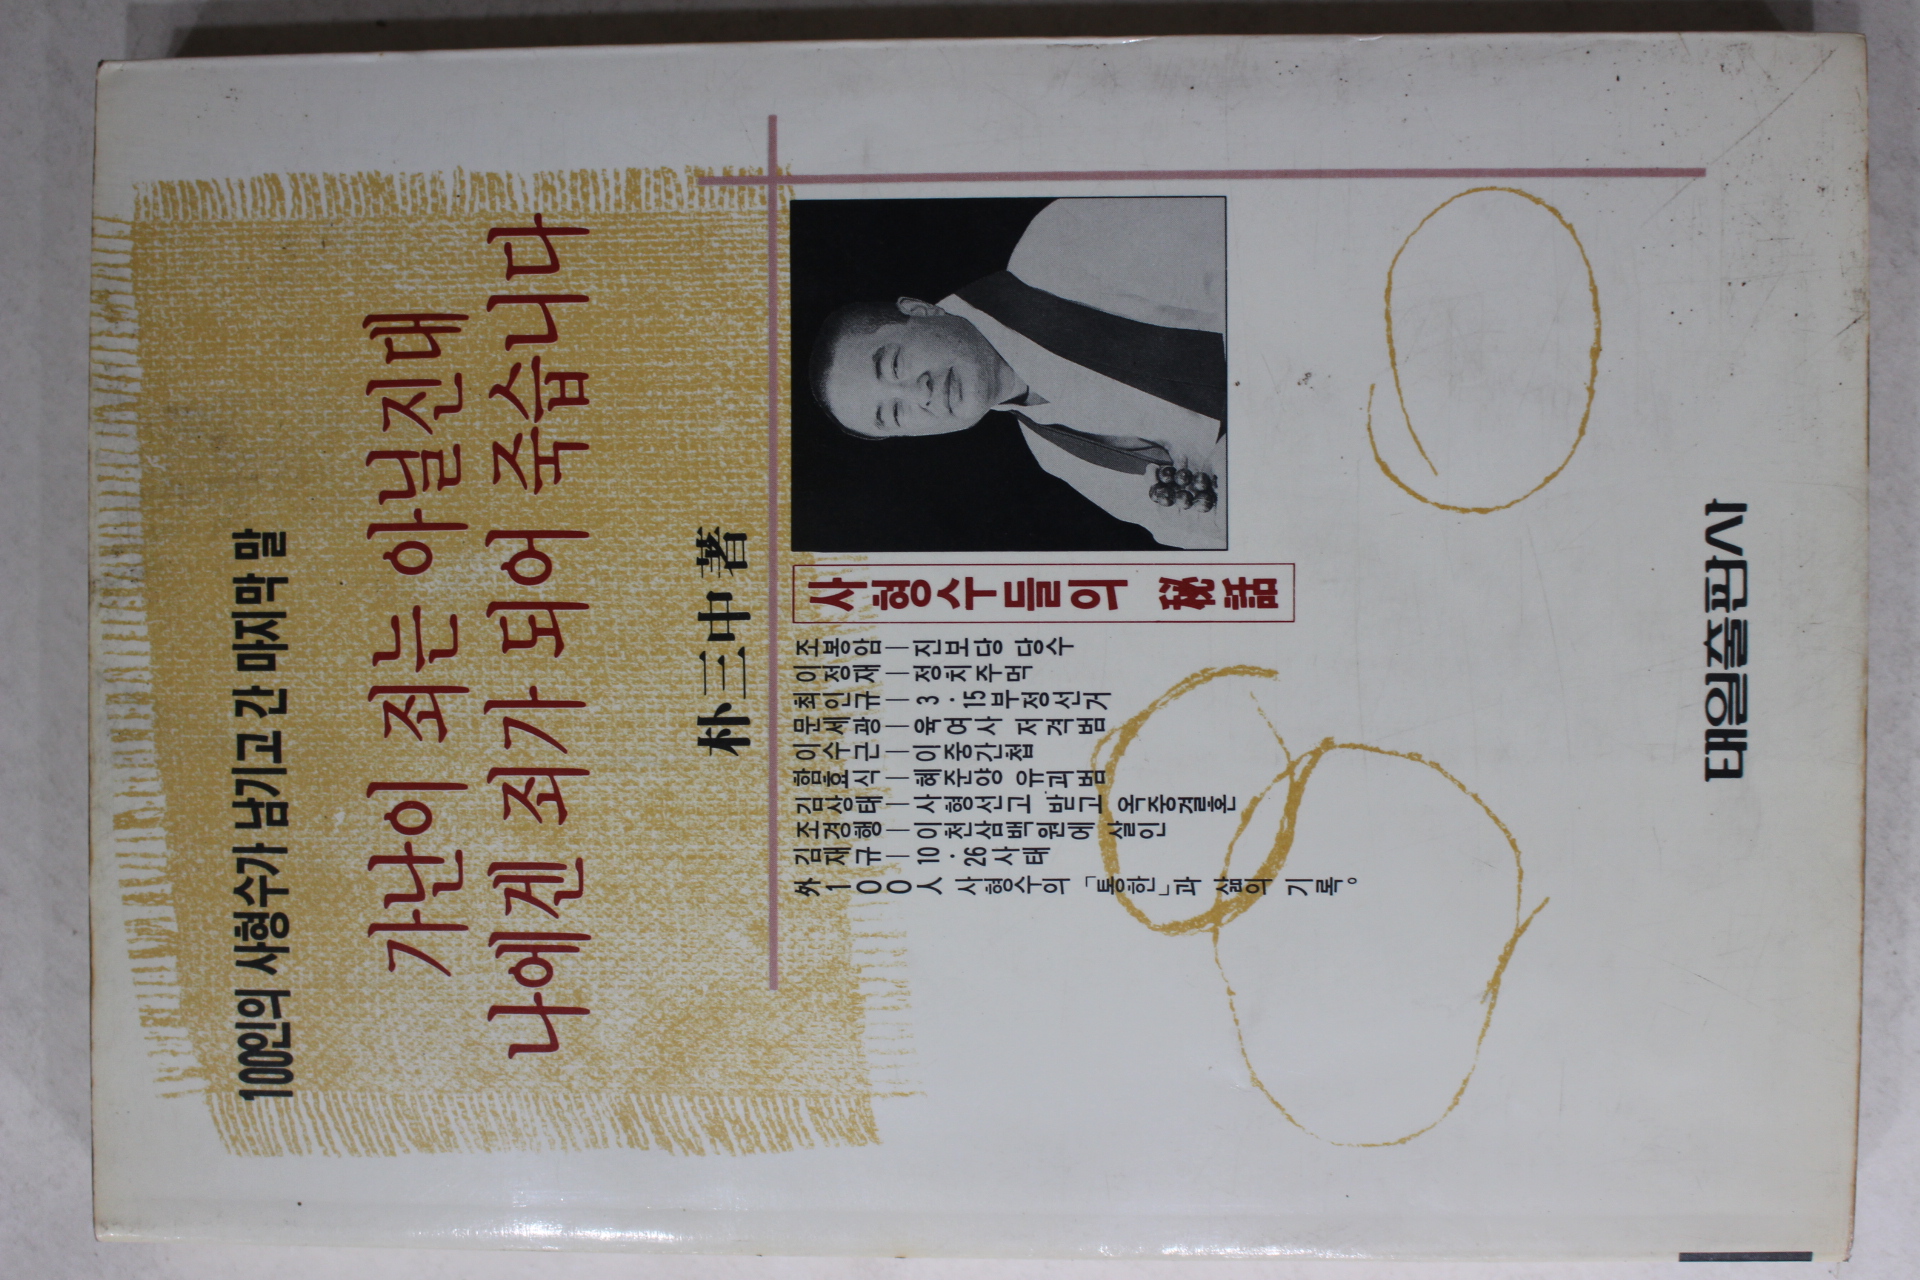 100인의 사형수가 남기고 간 마지막 말
가난이 죄는 아닐진대
나에겐 죄가 되어 죽습니다
朴三中 著
사형수들의 秘話
조봉암—진보당 당수
이정재—정치주먹
최인규—3·15부정선거
문세광—육여사 저격범
이수근—이중간첩
함효식—혜준양 유괴범
김상태—사형선고 받고 옥중결혼
조경행—이천삼백원에 살인
김재규—10·26사태
外100人 사형수의 「통한」과 삶의 기록。
태일출판사